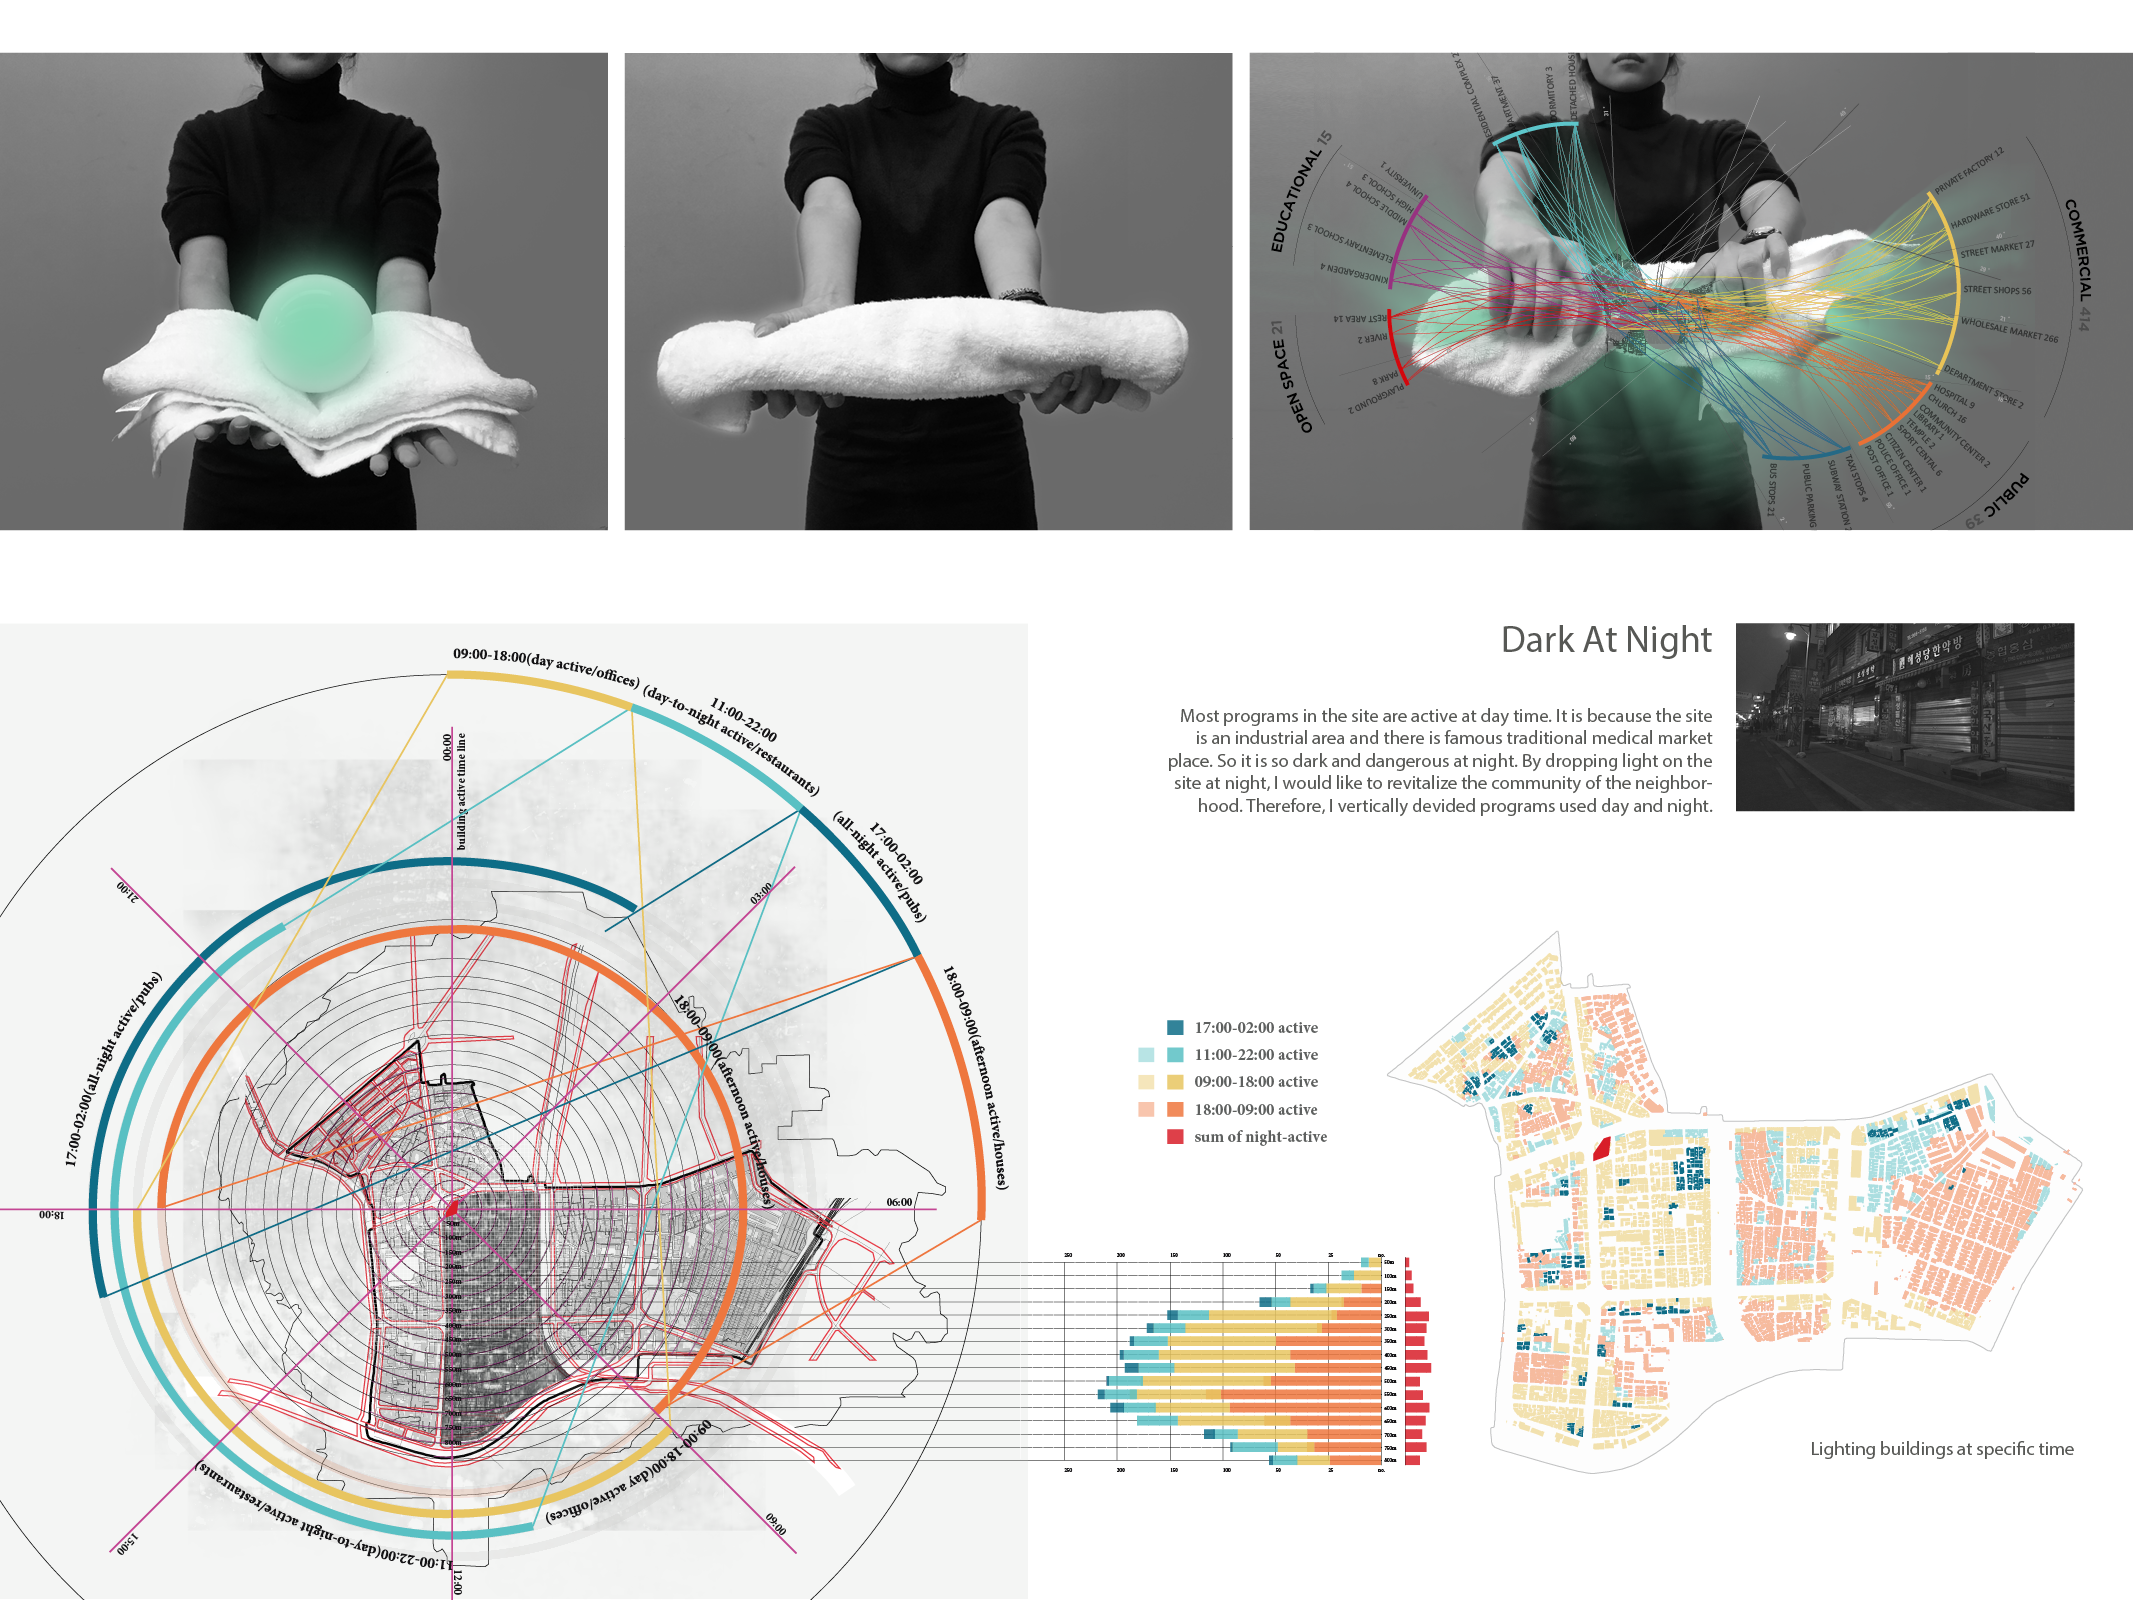 EDUCATIONAL 15
UNIVERSITY 1
HIGH SCHOOL 3
MIDDLE SCHOOL 4
ELEMENTARY SCHOOL 3
KINDERGARDEN 4
OPEN SPACE 21
REST AREA 14
RIVER 2
PARK 8
PLAYGROUND 2
COMMERCIAL 414
PRIVATE FACTORY 12
HARDWARE STORE 51
STREET MARKET 27
STREET SHOPS 56
WHOLESALE MARKET 266
DEPARTMENT STORE 2
PUBLIC 39
HOSPITAL 9
CHURCH 16
COMMUNITY CENTER 2
LIBRARY 1
TEMPLE 2
SPORT CENTAL 6
CITIZEN CENTER 1
POLICE OFFICE 1
POST OFFICE 1
TAXI STOPS 4
SUBWAY STATION
PUBLIC PARKING
BUS STOPS 21
Dark At Night
Most programs in the site are active at day time. It is because the site
is an industrial area and there is famous traditional medical market
place. So it is so dark and dangerous at night. By dropping light on the
site at night, I would like to revitalize the community of the neighbor-
hood. Therefore, I vertically devided programs used day and night.
09:00-18:00(day active/offices)
11:00-22:00
(day-to-night active/restaurants)
17:00-02:00
(all-night active/pubs)
18:00-09:00(afternoon active/houses)
00:00
building active time line
03:00
06:00
09:00
12:00
15:00
18:00
21:00
17:00-02:00(all-night active/pubs)
18:00-09:00(afternoon active/houses)
09:00-18:00(day active/offices)
11:00-22:00(day-to-night active/restaurants)
17:00-02:00 active
11:00-22:00 active
09:00-18:00 active
18:00-09:00 active
sum of night-active
Lighting buildings at specific time